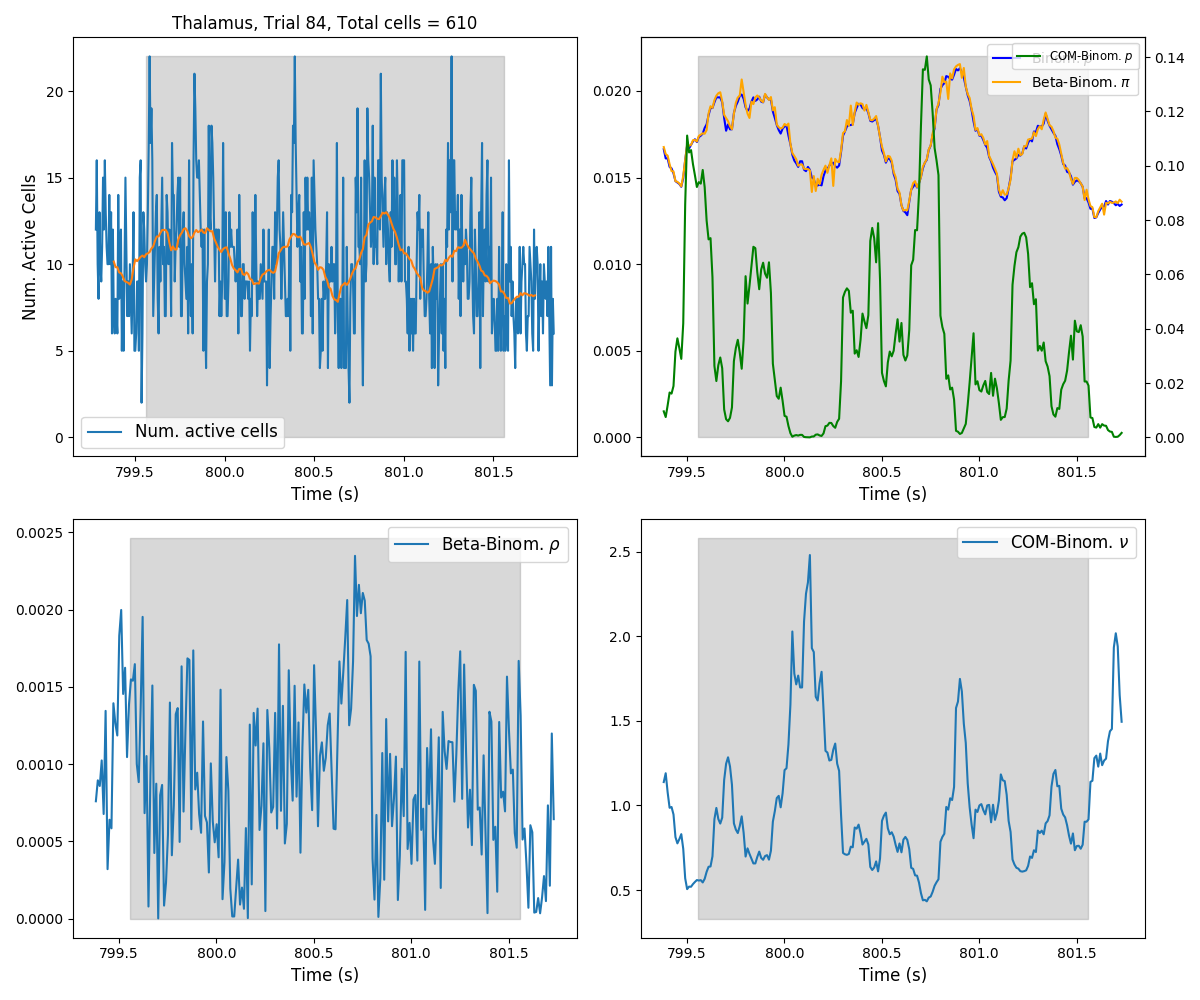 Thalamus, Trial 84, Total cells = 610
Num. Active Cells
20
15
10
5
0
Num. active cells
799.5 800.0 800.5 801.0 801.5
Time (s)
0.020
0.015
0.010
0.005
0.000
COM-Binom. p
Beta-Binom. π
0.14
0.12
0.10
0.08
0.06
0.04
0.02
0.00
799.5 800.0 800.5 801.0 801.5
Time (s)
0.0025
0.0020
0.0015
0.0010
0.0005
0.0000
Beta-Binom. ρ
799.5 800.0 800.5 801.0 801.5
Time (s)
2.5
2.0
1.5
1.0
0.5
COM-Binom. ν
799.5 800.0 800.5 801.0 801.5
Time (s)